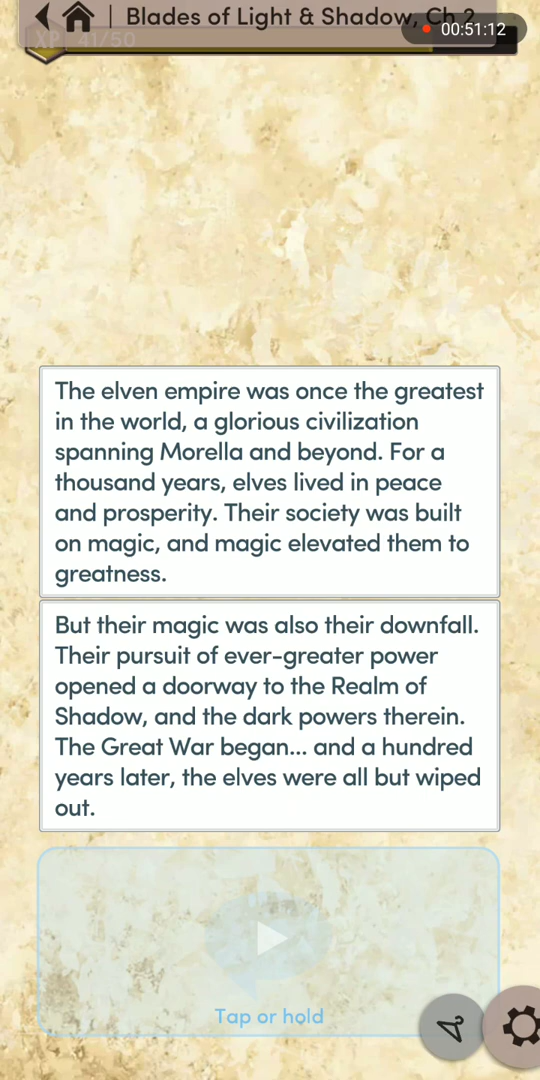 | Blades of Light & Shadow, Ch 2
00:51:12
XP 41/50
The elven empire was once the greatest
in the world, a glorious civilization
spanning Morella and beyond. For a
thousand years, elves lived in peace
and prosperity. Their society was built
on magic, and magic elevated them to
greatness.
But their magic was also their downfall.
Their pursuit of ever-greater power
opened a doorway to the Realm of
Shadow, and the dark powers therein.
The Great War began... and a hundred
years later, the elves were all but wiped
out.
Tap or hold